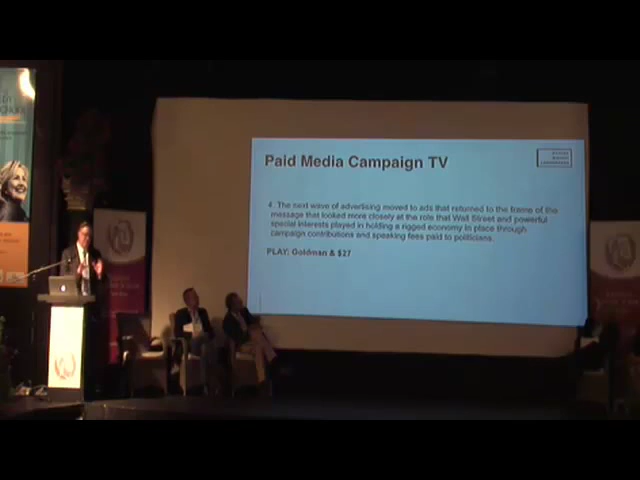 Paid Media Campaign TV
4. The next wave of advertising moved to ads that returned to the frame of the
message that looked more closely at the role that Wall Street and powerful
special interests played in holding a rigged economy in place through
campaign contributions and speaking fees paid to politicians.
PLAY: Goldman & $27